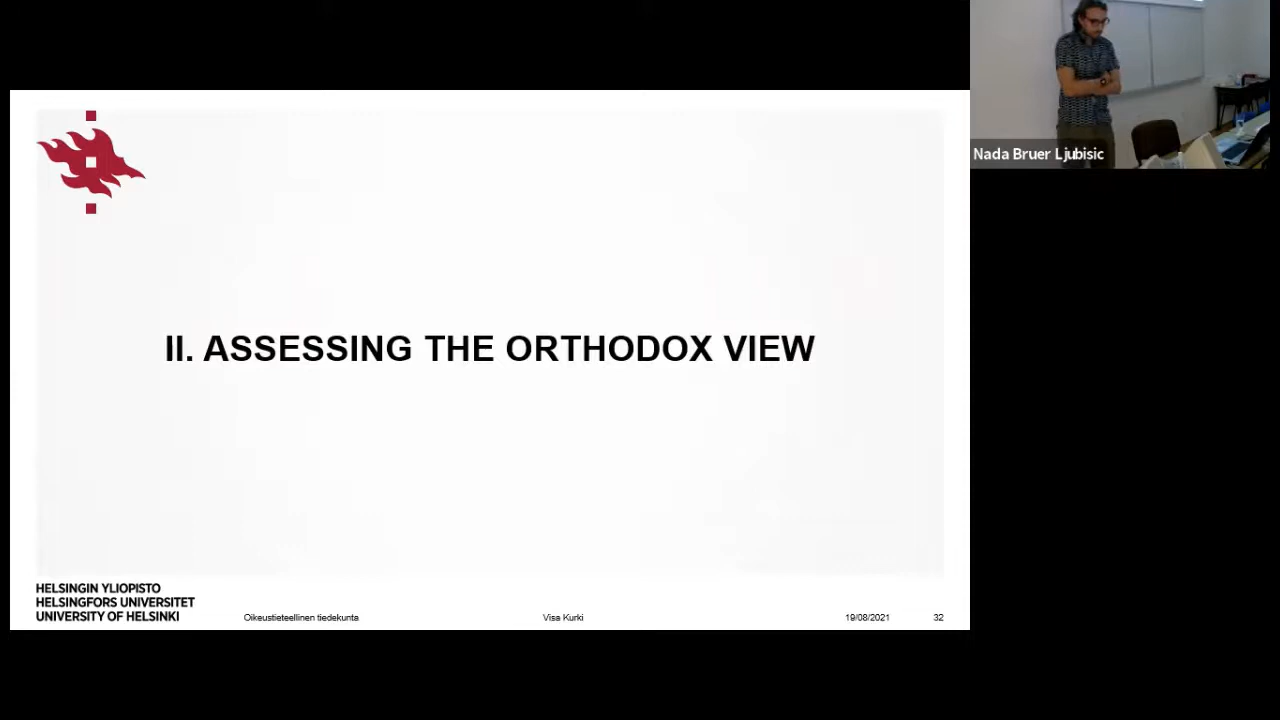 Nada Bruer Ljubisic
II. ASSESSING THE ORTHODOX VIEW
HELSINGIN YLIOPISTO
HELSINGFORS UNIVERSITET
UNIVERSITY OF HELSINKI
Oikeustieteellinen tiedekunta
Visa Kurki
19/08/2021
32